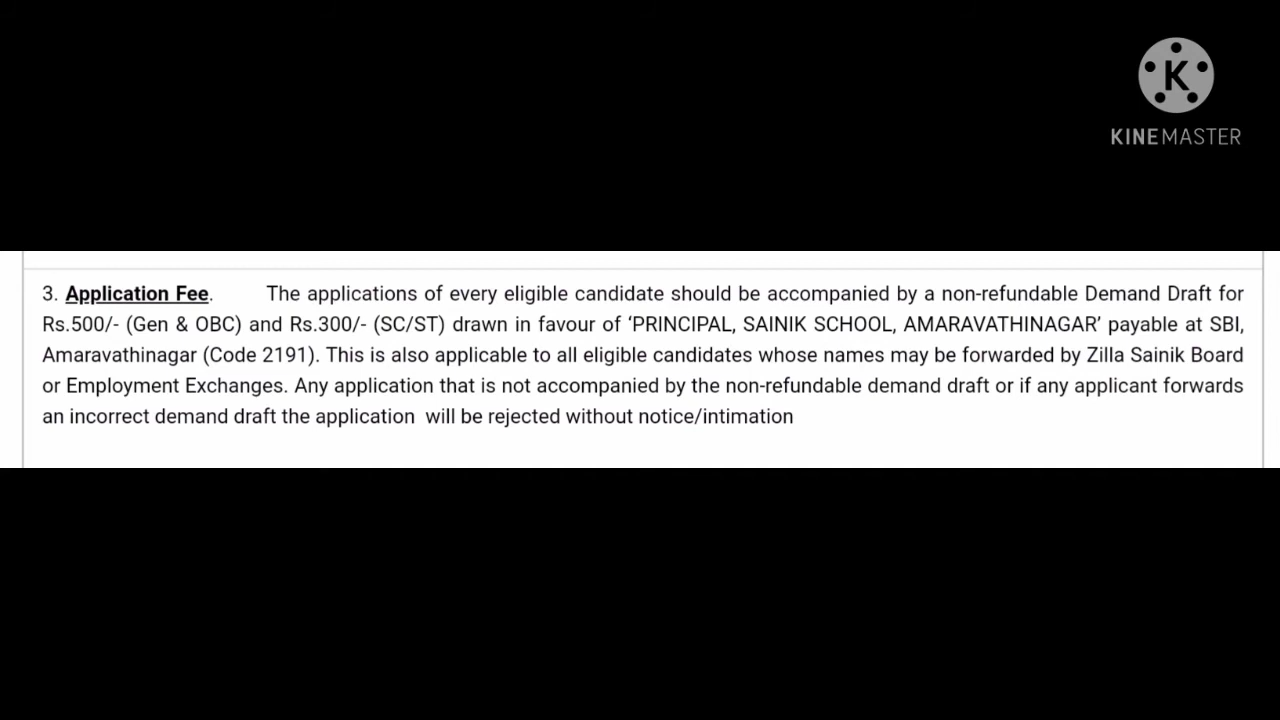 K
KINEMASTER
3. Application Fee. The applications of every eligible candidate should be accompanied by a non-refundable Demand Draft for
Rs.500/- (Gen & OBC) and Rs.300/- (SC/ST) drawn in favour of ‘PRINCIPAL, SAINIK SCHOOL, AMARAVATHINAGAR’ payable at SBI,
Amaravathinagar (Code 2191). This is also applicable to all eligible candidates whose names may be forwarded by Zilla Sainik Board
or Employment Exchanges. Any application that is not accompanied by the non-refundable demand draft or if any applicant forwards
an incorrect demand draft the application will be rejected without notice/intimation